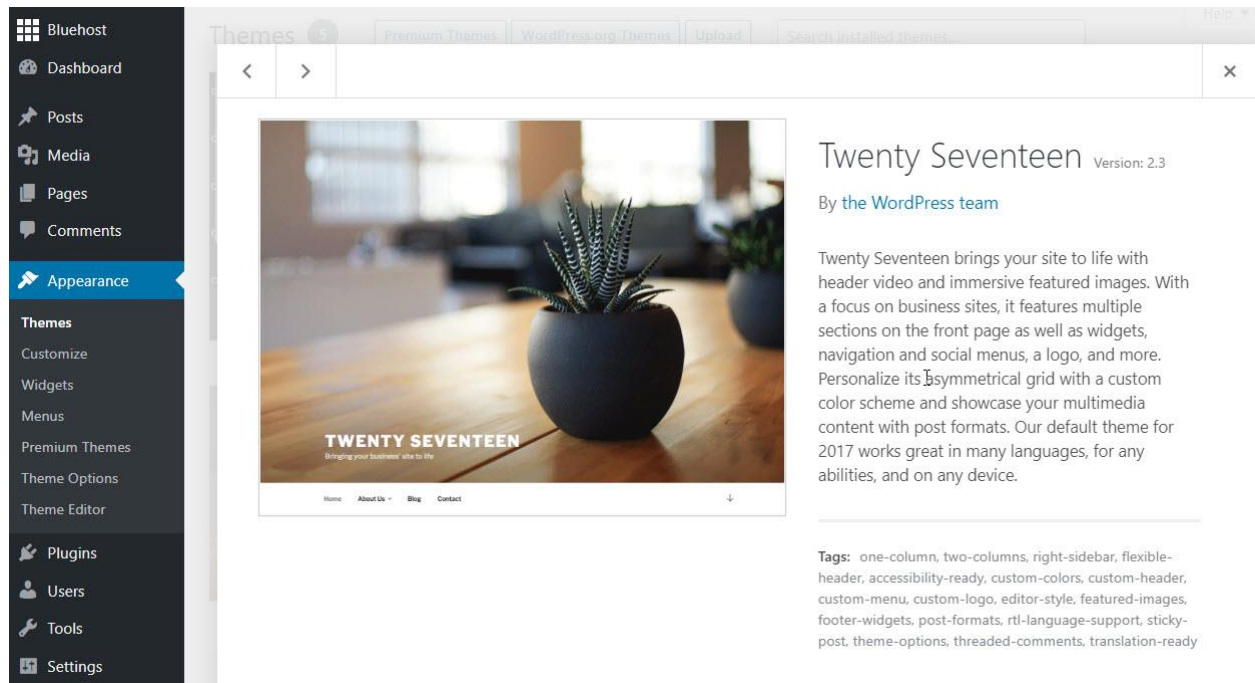 Bluehost
Dashboard
Posts
Media
Pages
Comments
Appearance
Themes
Customize
Widgets
Menus
Premium Themes
Theme Options
Theme Editor
Plugins
Users
Tools
Settings
Themes 5
Premium Themes
WordPress.org Themes
Upload
Search installed themes...
Help
Twenty Seventeen Version: 2.3
By the WordPress team
Twenty Seventeen brings your site to life with
header video and immersive featured images. With
a focus on business sites, it features multiple
sections on the front page as well as widgets,
navigation and social menus, a logo, and more.
Personalize its asymmetrical grid with a custom
color scheme and showcase your multimedia
content with post formats. Our default theme for
2017 works great in many languages, for any
abilities, and on any device.
Tags: one-column, two-columns, right-sidebar, flexible-
header, accessibility-ready, custom-colors, custom-header,
custom-menu, custom-logo, editor-style, featured-images,
footer-widgets, post-formats, rtl-language-support, sticky-
post, theme-options, threaded-comments, translation-ready
TWENTY SEVENTEEN
Bringing your business' site to life
Home About Us Blog Contact